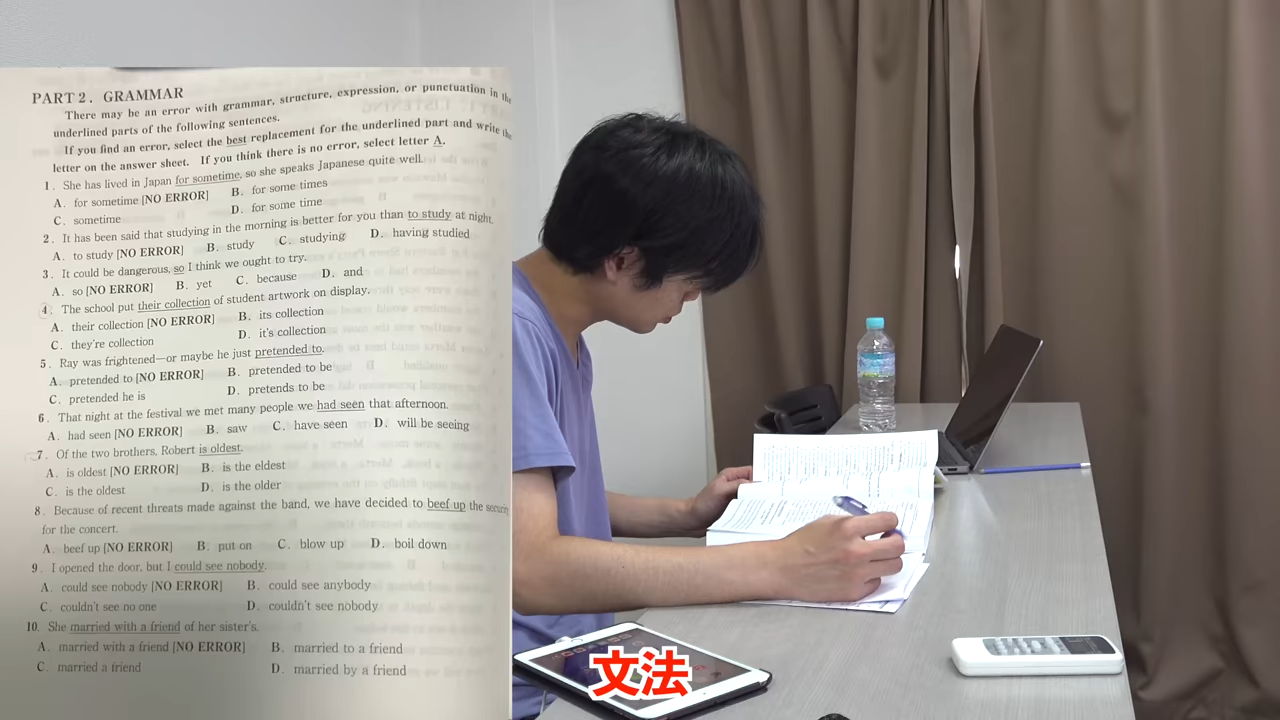 PART 2. GRAMMAR
There may be an error with grammar, structure, expression, or punctuation in the
underlined parts of the following sentences.
If you find an error, select the best replacement for the underlined part and write the
letter on the answer sheet. If you think there is no error, select letter A.
1. She has lived in Japan for sometime, so she speaks Japanese quite well.
A. for sometime [NO ERROR] B. for some times
C. sometime D. for some time
2. It has been said that studying in the morning is better for you than to study at night.
A. to study [NO ERROR] B. study C. studying D. having studied
3. It could be dangerous, so I think we ought to try.
A. so [NO ERROR] B. yet C. because D. and
4. The school put their collection of student artwork on display.
A. their collection [NO ERROR] B. its collection
C. they're collection D. it's collection
5. Ray was frightened—or maybe he just pretended to.
A. pretended to [NO ERROR] B. pretended to be
C. pretended he is D. pretends to be
6. That night at the festival we met many people we had seen that afternoon.
A. had seen [NO ERROR] B. saw C. have seen D. will be seeing
7. Of the two brothers, Robert is oldest.
A. is oldest [NO ERROR] B. is the eldest
C. is the oldest D. is the older
8. Because of recent threats made against the band, we have decided to beef up the security
for the concert.
A. beef up [NO ERROR] B. put on C. blow up D. boil down
9. I opened the door, but I could see nobody.
A. could see nobody [NO ERROR] B. could see anybody
C. couldn't see no one D. couldn't see nobody
10. She married with a friend of her sister's.
A. married with a friend [NO ERROR] B. married to a friend
C. married a friend D. married by a friend
文法